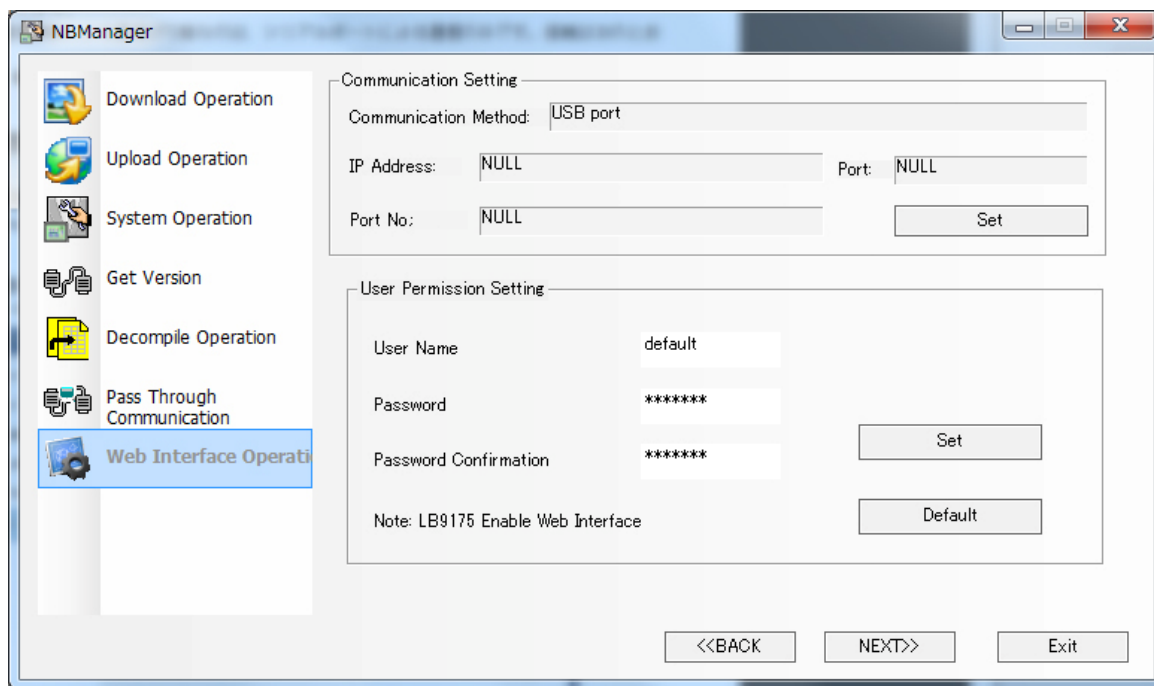 NBManager
Download Operation
Upload Operation
System Operation
Get Version
Decompile Operation
Pass Through
Communication
Web Interface Operati
Communication Setting
Communication Method: USB port
IP Address: NULL Port: NULL
Port No; NULL Set
User Permission Setting
User Name default
Password *******
Password Confirmation *******
Set
Note: LB9175 Enable Web Interface
Default
<<BACK NEXT>> Exit